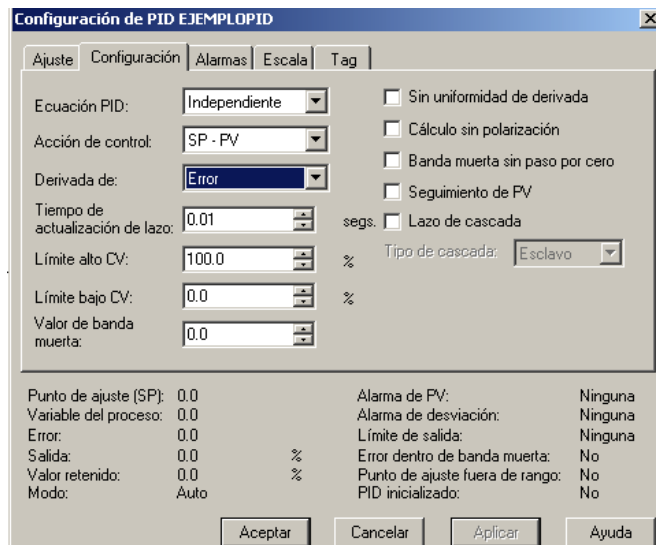 Configuración de PID EJEMPLOPID
Ajuste Configuración Alarmas Escala Tag
Ecuación PID: Independiente
Acción de control: SP - PV
Derivada de: Error
Tiempo de
actualización de lazo: 0.01 segs.
Límite alto CV: 100.0 %
Límite bajo CV: 0.0 %
Valor de banda
muerta: 0.0
Sin uniformidad de derivada
Cálculo sin polarización
Banda muerta sin paso por cero
Seguimiento de PV
Lazo de cascada
Tipo de cascada: Esclavo
Punto de ajuste (SP): 0.0
Variable del proceso: 0.0
Error: 0.0
Salida: 0.0 %
Valor retenido: 0.0 %
Modo: Auto
Alarma de PV: Ninguna
Alarma de desviación: Ninguna
Límite de salida: Ninguna
Error dentro de banda muerta: No
Punto de ajuste fuera de rango: No
PID inicializado: No
Aceptar Cancelar Aplicar Ayuda